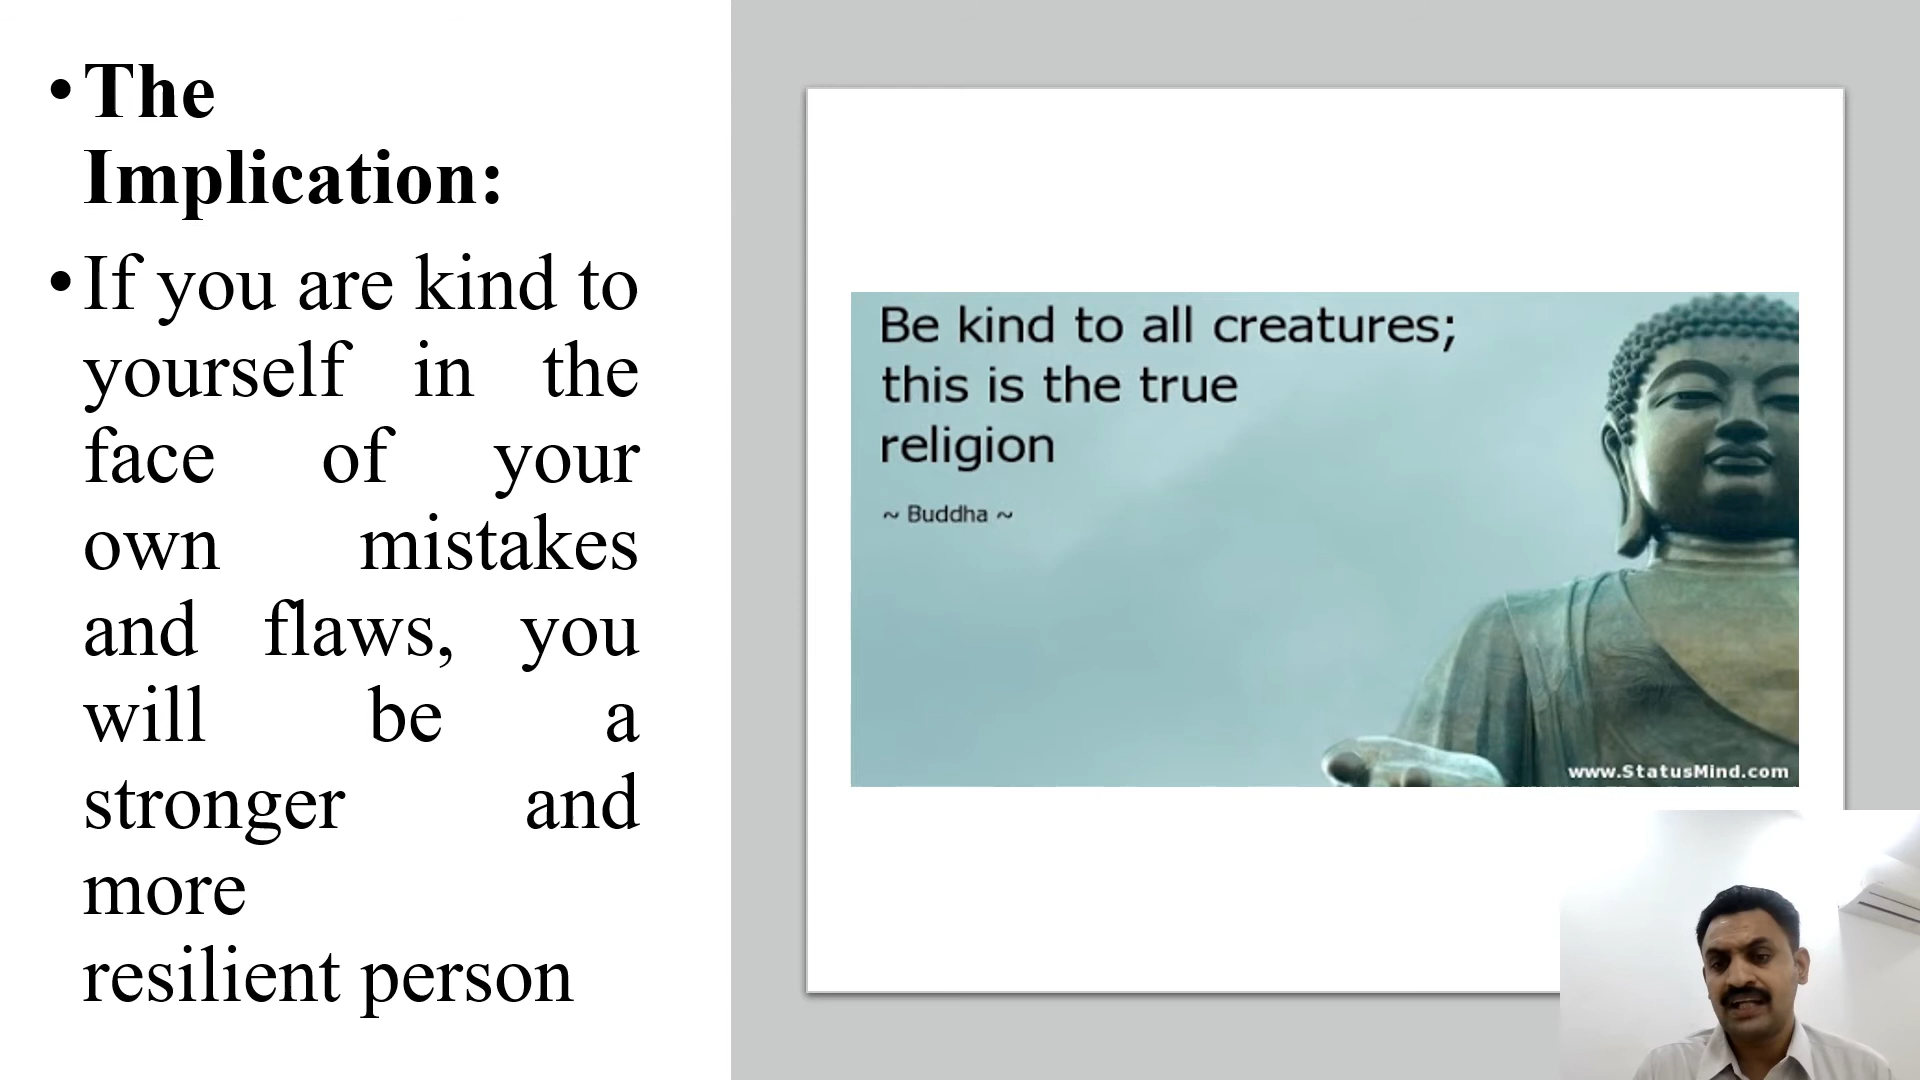 • The
Implication:
• If you are kind to
yourself in the
face of your
own mistakes
and flaws, you
will be a
stronger and
more
resilient person
Be kind to all creatures;
this is the true
religion
~ Buddha ~
www.StatusMind.com